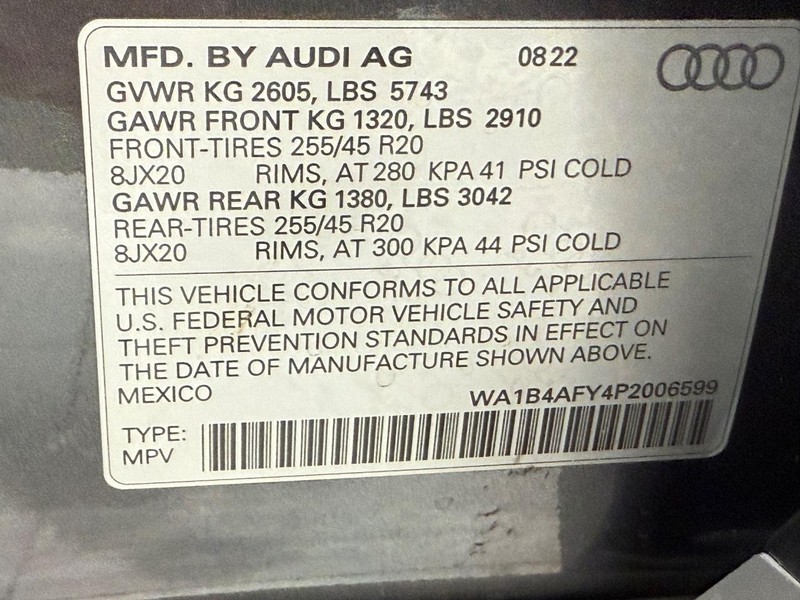 MFD. BY AUDI AG 0822
GVWR KG 2605, LBS 5743
GAWR FRONT KG 1320, LBS 2910
FRONT-TIRES 255/45 R20
8JX20 RIMS, AT 280 KPA 41 PSI COLD
GAWR REAR KG 1380, LBS 3042
REAR-TIRES 255/45 R20
8JX20 RIMS, AT 300 KPA 44 PSI COLD
THIS VEHICLE CONFORMS TO ALL APPLICABLE
U.S. FEDERAL MOTOR VEHICLE SAFETY AND
THEFT PREVENTION STANDARDS IN EFFECT ON
THE DATE OF MANUFACTURE SHOWN ABOVE.
MEXICO WA1B4AFY4P2006599
TYPE:
MPV